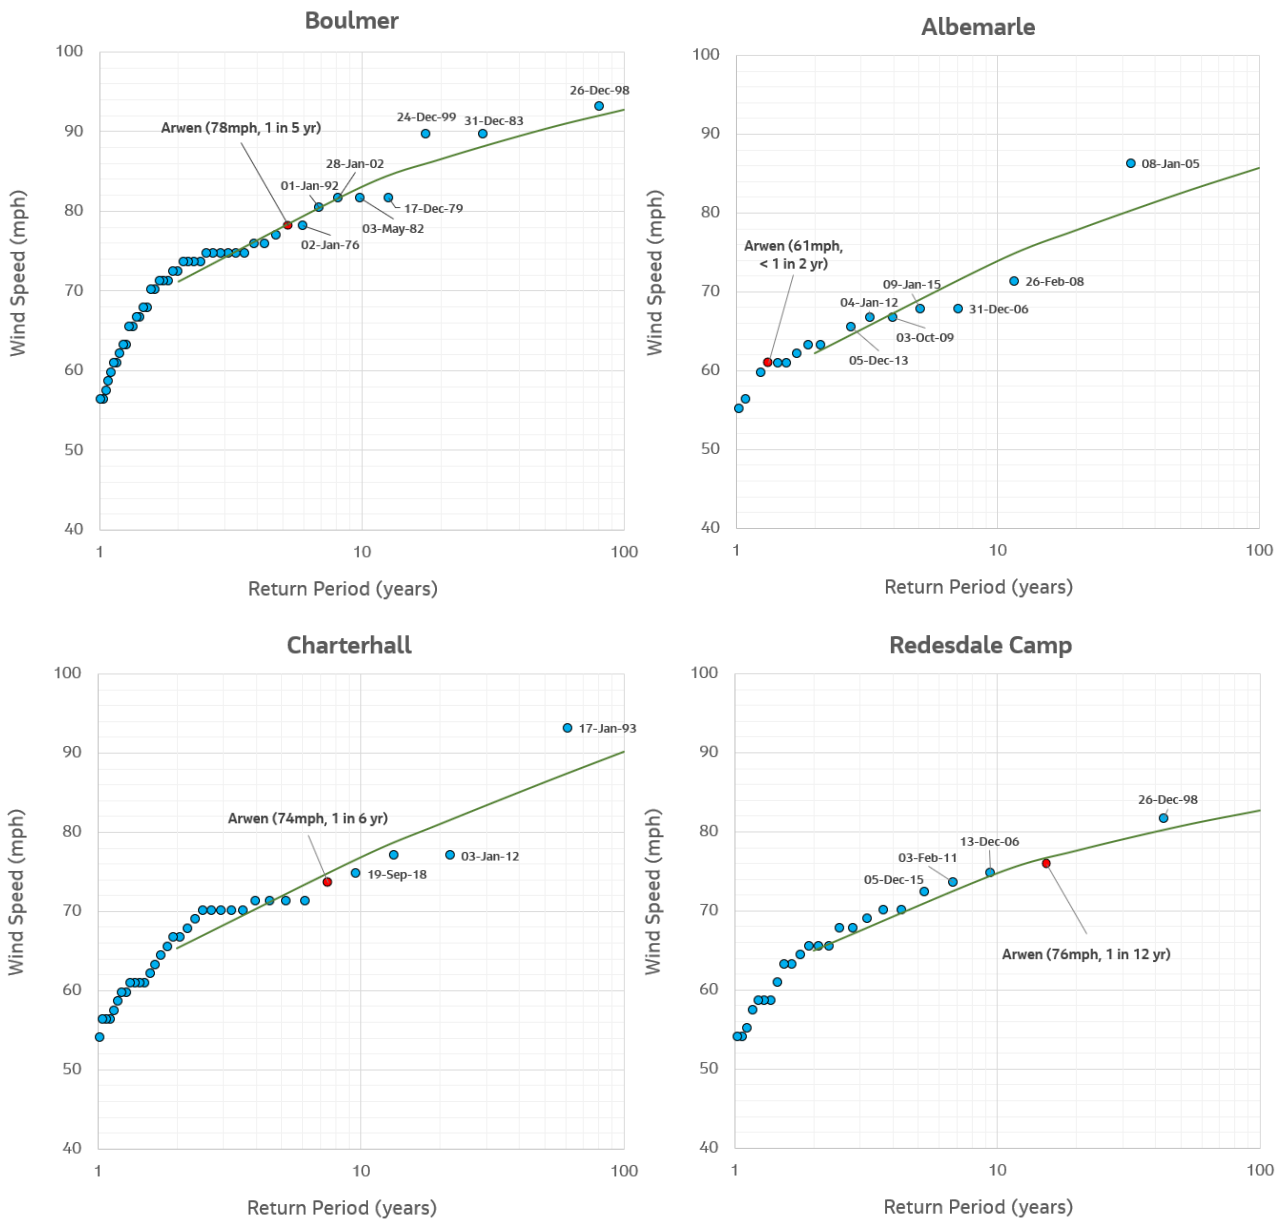 Boulmer
100
90
80
70
60
50
40
1
10
100
Wind Speed (mph)
Return Period (years)
Arwen (78mph, 1 in 5 yr)
26-Dec-98
24-Dec-99
31-Dec-83
28-Jan-02
01-Jan-92
17-Dec-79
03-May-82
02-Jan-76
Albemarle
100
90
80
70
60
50
40
1
10
100
Wind Speed (mph)
Return Period (years)
08-Jan-05
Arwen (61mph,
< 1 in 2 yr)
09-Jan-15
26-Feb-08
04-Jan-12
31-Dec-06
03-Oct-09
05-Dec-13
Charterhall
100
90
80
70
60
50
40
1
10
100
Wind Speed (mph)
Return Period (years)
17-Jan-93
Arwen (74mph, 1 in 6 yr)
03-Jan-12
19-Sep-18
Redesdale Camp
100
90
80
70
60
50
40
1
10
100
Wind Speed (mph)
Return Period (years)
26-Dec-98
13-Dec-06
03-Feb-11
05-Dec-15
Arwen (76mph, 1 in 12 yr)